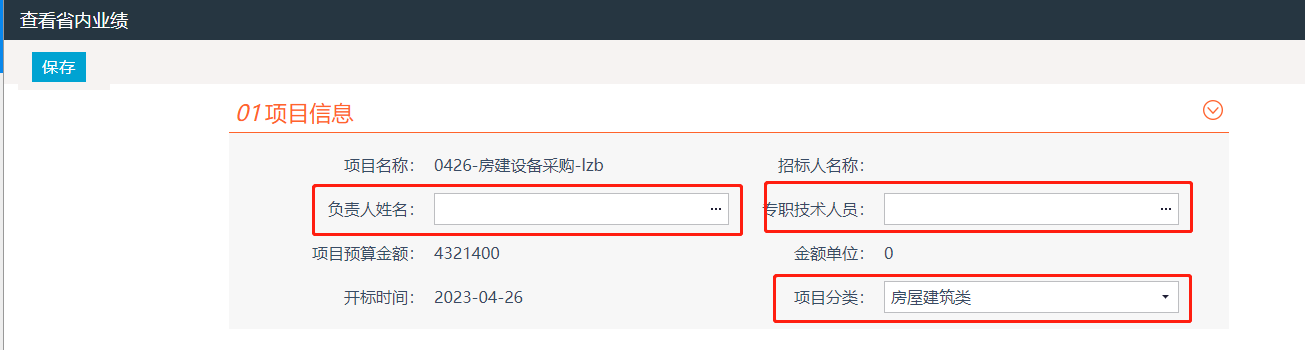 查看省内业绩
保存
01项目信息
项目名称： 0426-房建设备采购-lzb 招标人名称：
负责人姓名： ... 专职技术人员： ...
项目预算金额： 4321400 金额单位： 0
开标时间： 2023-04-26 项目分类： 房屋建筑类